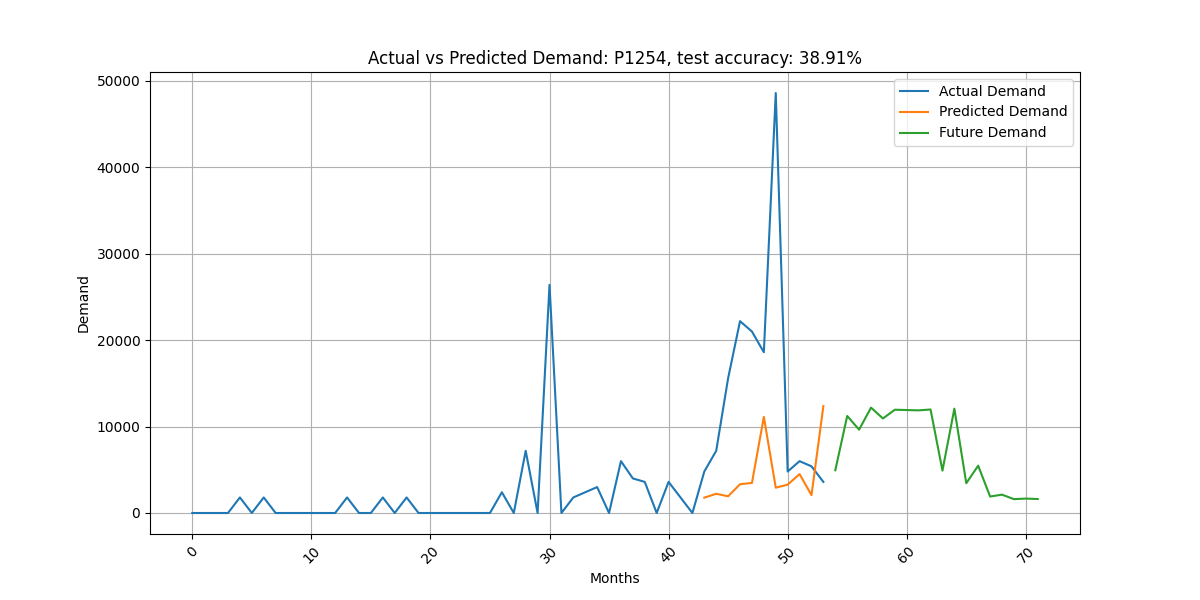 Actual vs Predicted Demand: P1254, test accuracy: 38.91%
Actual Demand
Predicted Demand
Future Demand
Demand
50000
40000
30000
20000
10000
0
0 10 20 30 40 50 60 70
Months